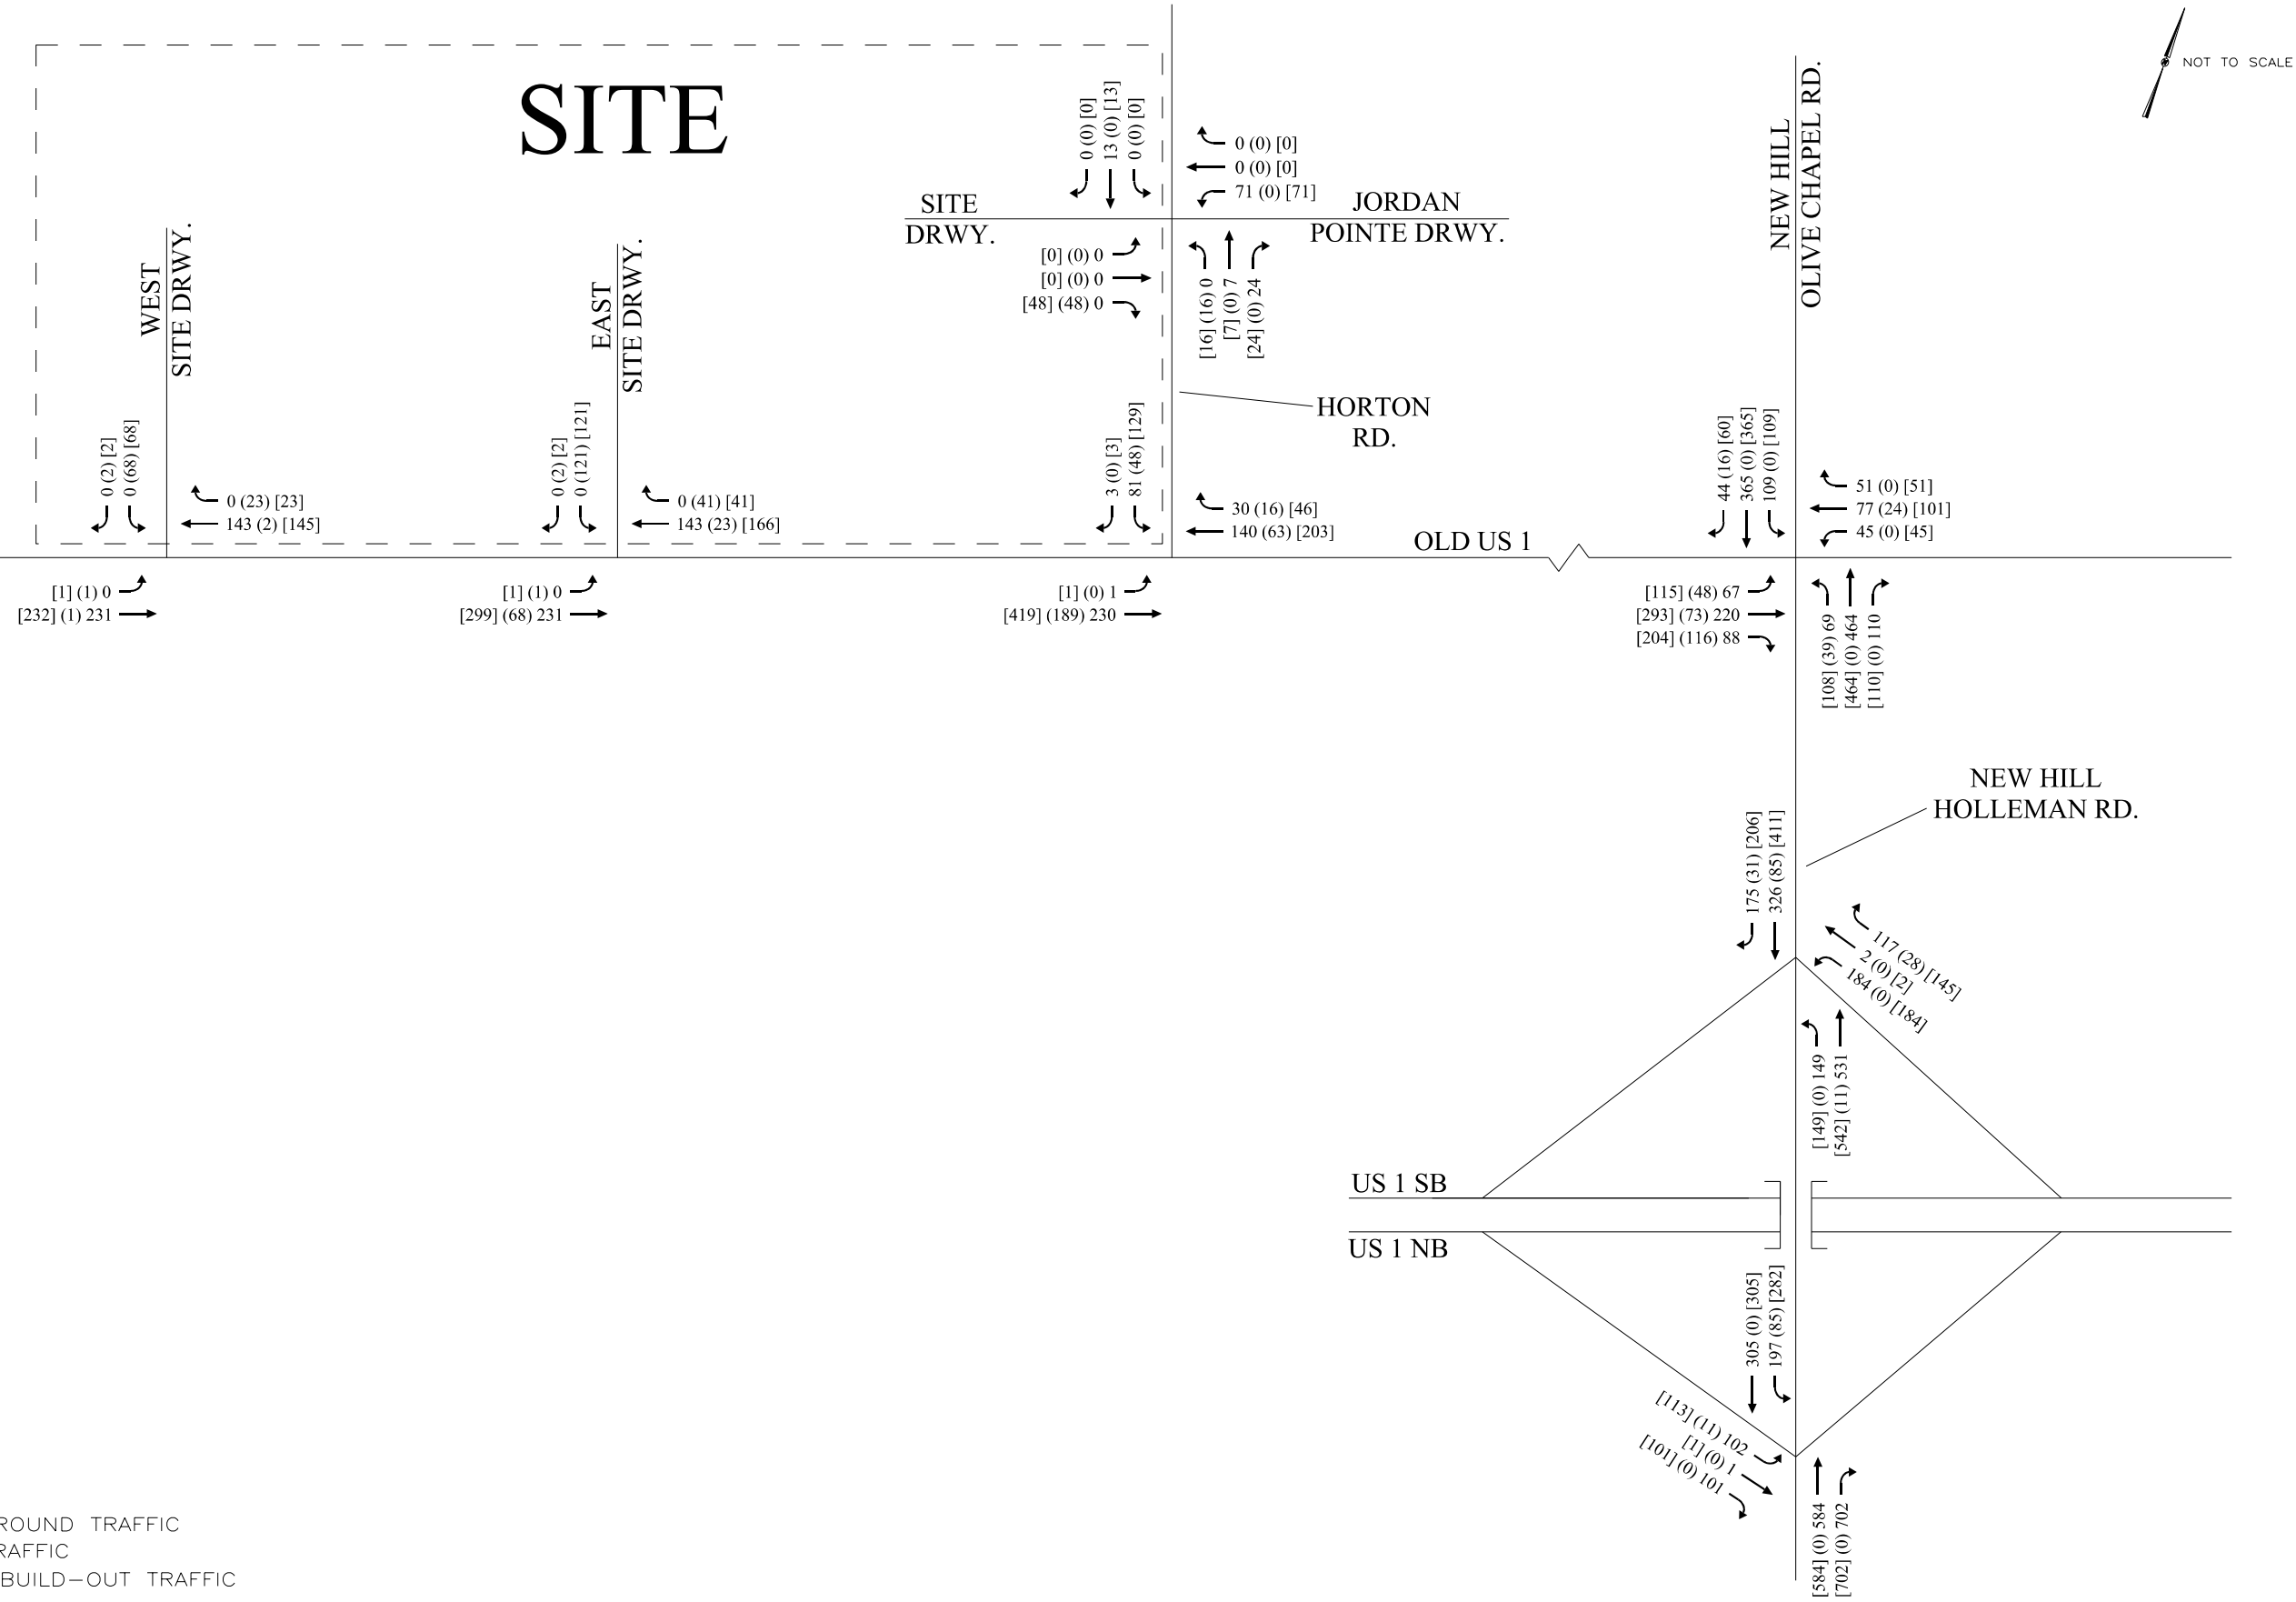 NOT TO SCALE
SITE
0 (0) [0]
13 (0) [13]
0 (0) [0]
0 (0) [0]
0 (0) [0]
71 (0) [71]
SITE
DRWY.
JORDAN
POINTE DRWY.
[0] (0) 0
[0] (0) 0
[48] (48) 0
[16] (16) 0
[7] (0) 7
[24] (0) 24
NEW HILL
OLIVE CHAPEL RD.
WEST
SITE DRWY.
EAST
SITE DRWY.
HORTON
RD.
0 (2) [2]
0 (68) [68]
0 (23) [23]
143 (2) [145]
[1] (1) 0
[232] (1) 231
0 (2) [2]
0 (121) [121]
0 (41) [41]
143 (23) [166]
[1] (1) 0
[299] (68) 231
3 (0) [3]
81 (48) [129]
30 (16) [46]
140 (63) [203]
[1] (0) 1
[419] (189) 230
OLD US 1
44 (16) [60]
365 (0) [365]
109 (0) [109]
51 (0) [51]
77 (24) [101]
45 (0) [45]
[115] (48) 67
[293] (73) 220
[204] (116) 88
[108] (39) 69
[464] (0) 464
[110] (0) 110
NEW HILL
HOLLEMAN RD.
175 (31) [206]
326 (85) [411]
117 (28) [145]
2 (0) [2]
184 (0) [184]
[149] (0) 149
[542] (11) 531
US 1 SB
US 1 NB
305 (0) [305]
197 (85) [282]
[113] (11) 102
[1] (0) 1
[101] (0) 101
[584] (0) 584
[702] (0) 702
TRAFFIC
BUILD-OUT TRAFFIC